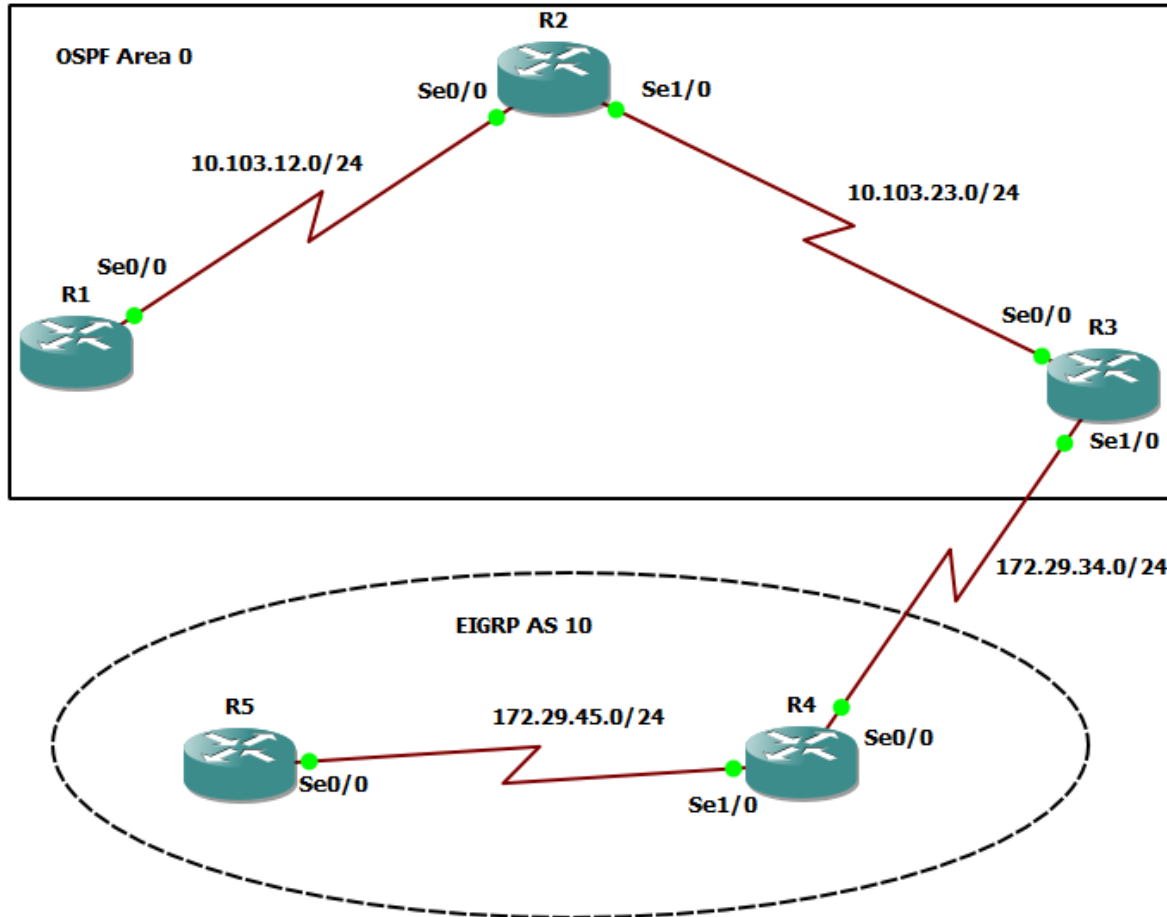 R2
OSPF Area 0
Se0/0
Se1/0
10.103.12.0/24
10.103.23.0/24
Se0/0
R1
Se0/0
R3
Se1/0
172.29.34.0/24
EIGRP AS 10
R5
172.29.45.0/24
R4
Se0/0
Se0/0
Se1/0